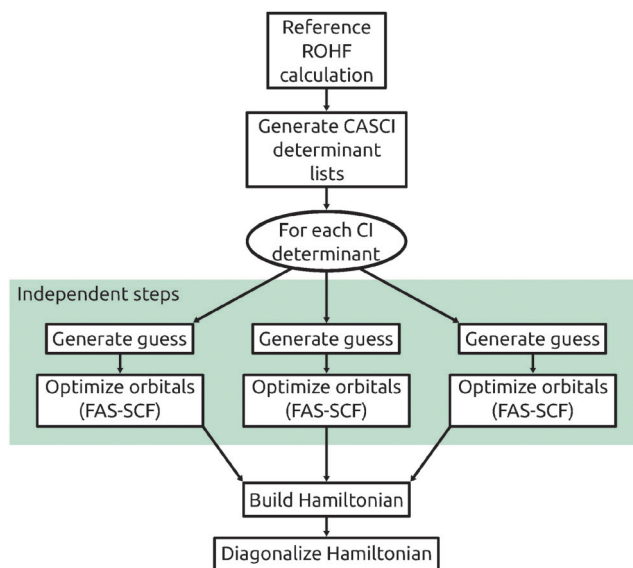 Reference
ROHF
calculation
Generate CASCI
determinant
lists
For each CI
determinant
Independent steps
Generate guess
Generate guess
Generate guess
Optimize orbitals
(FAS-SCF)
Optimize orbitals
(FAS-SCF)
Optimize orbitals
(FAS-SCF)
Build Hamiltonian
Diagonalize Hamiltonian